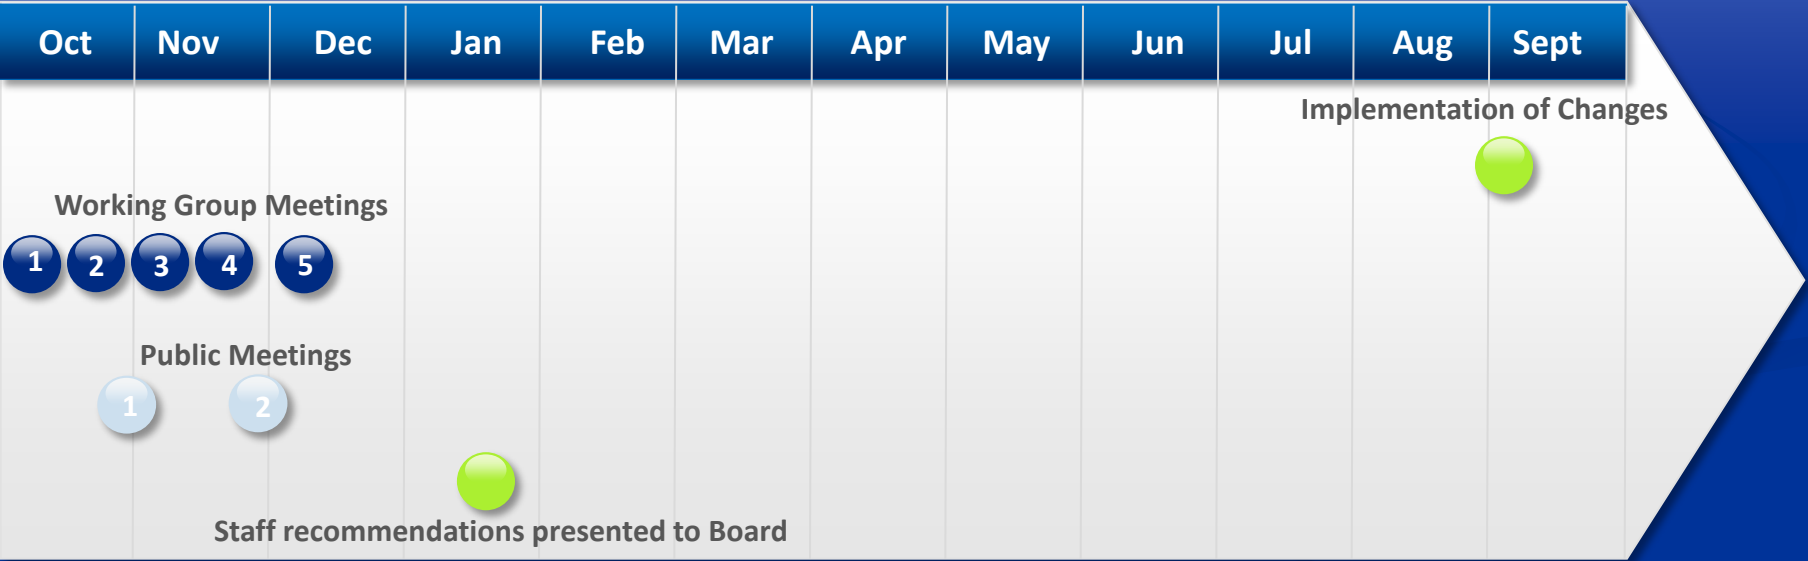 Oct Nov Dec Jan Feb Mar Apr May Jun Jul Aug Sept
Implementation of Changes
Working Group Meetings
1 2 3 4 5
Public Meetings
1 2
Staff recommendations presented to Board